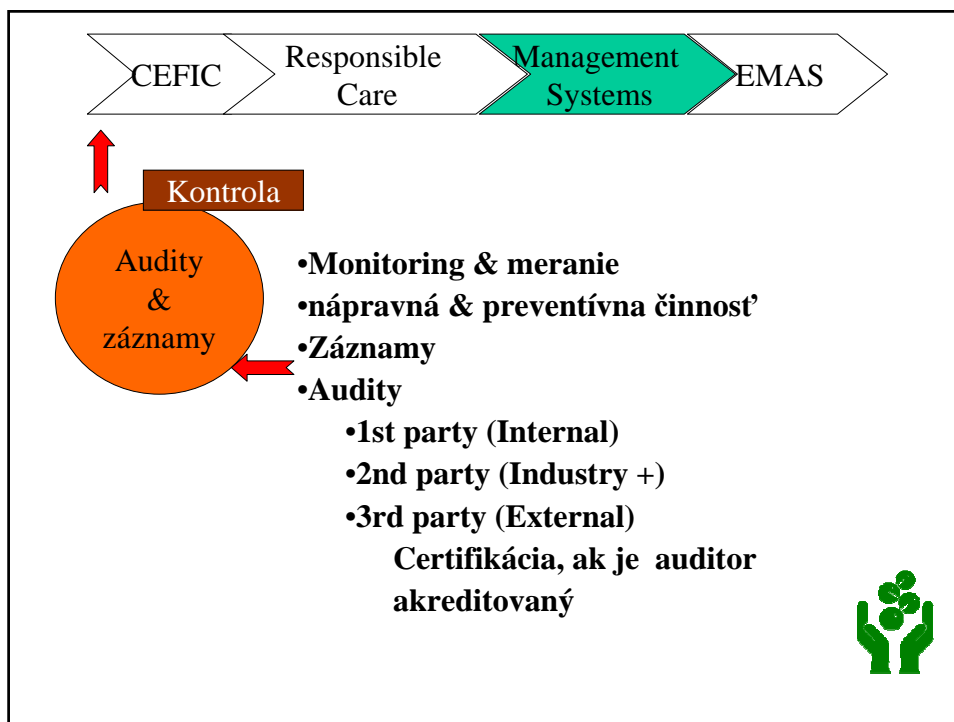 CEFIC
Responsible
Care
Management
Systems
EMAS
Kontrola
Audity
&
záznamy
•Monitoring & meranie
•nápravná & preventívna činnosť
•Záznamy
•Audity
•1st party (Internal)
•2nd party (Industry +)
•3rd party (External)
Certifikácia, ak je auditor
akreditovaný